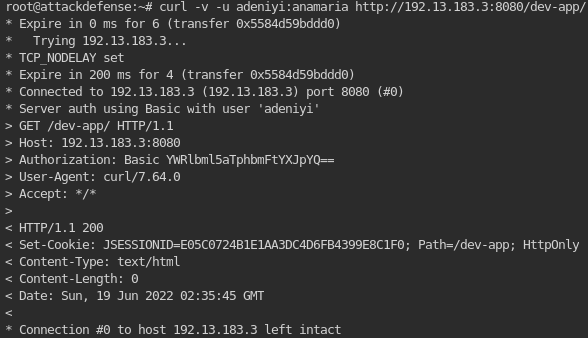 root@attackdefense:~# curl -v -u adeniyi:anamaria http://192.13.183.3:8080/dev-app/
* Expire in 0 ms for 6 (transfer 0x5584d59bddd0)
*   Trying 192.13.183.3...
* TCP_NODELAY set
* Expire in 200 ms for 4 (transfer 0x5584d59bddd0)
* Connected to 192.13.183.3 (192.13.183.3) port 8080 (#0)
* Server auth using Basic with user 'adeniyi'
> GET /dev-app/ HTTP/1.1
> Host: 192.13.183.3:8080
> Authorization: Basic YWRlbml5aTphbmFtYXJpYQ==
> User-Agent: curl/7.64.0
> Accept: */*
>
< HTTP/1.1 200
< Set-Cookie: JSESSIONID=E05C0724B1E1AA3DC4D6FB4399E8C1F0; Path=/dev-app; HttpOnly
< Content-Type: text/html
< Content-Length: 0
< Date: Sun, 19 Jun 2022 02:35:45 GMT
<
* Connection #0 to host 192.13.183.3 left intact